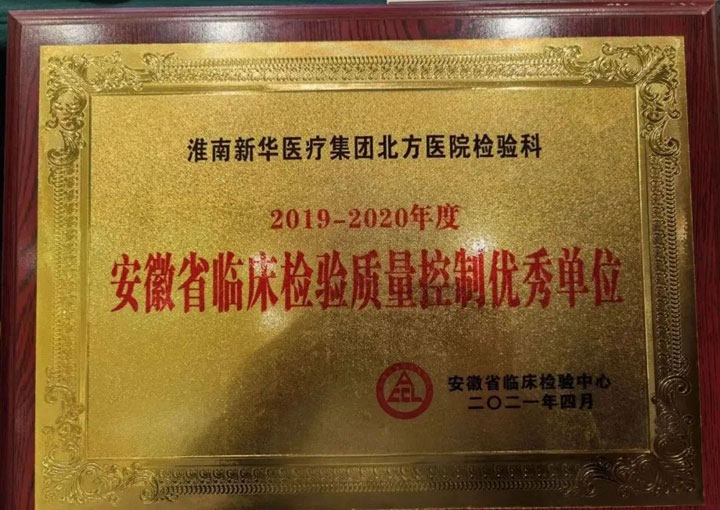 淮南新华医疗集团北方医院检验科
2019-2020年度
安徽省临床检验质量控制优秀单位
安徽省临床检验中心
二〇二一年四月